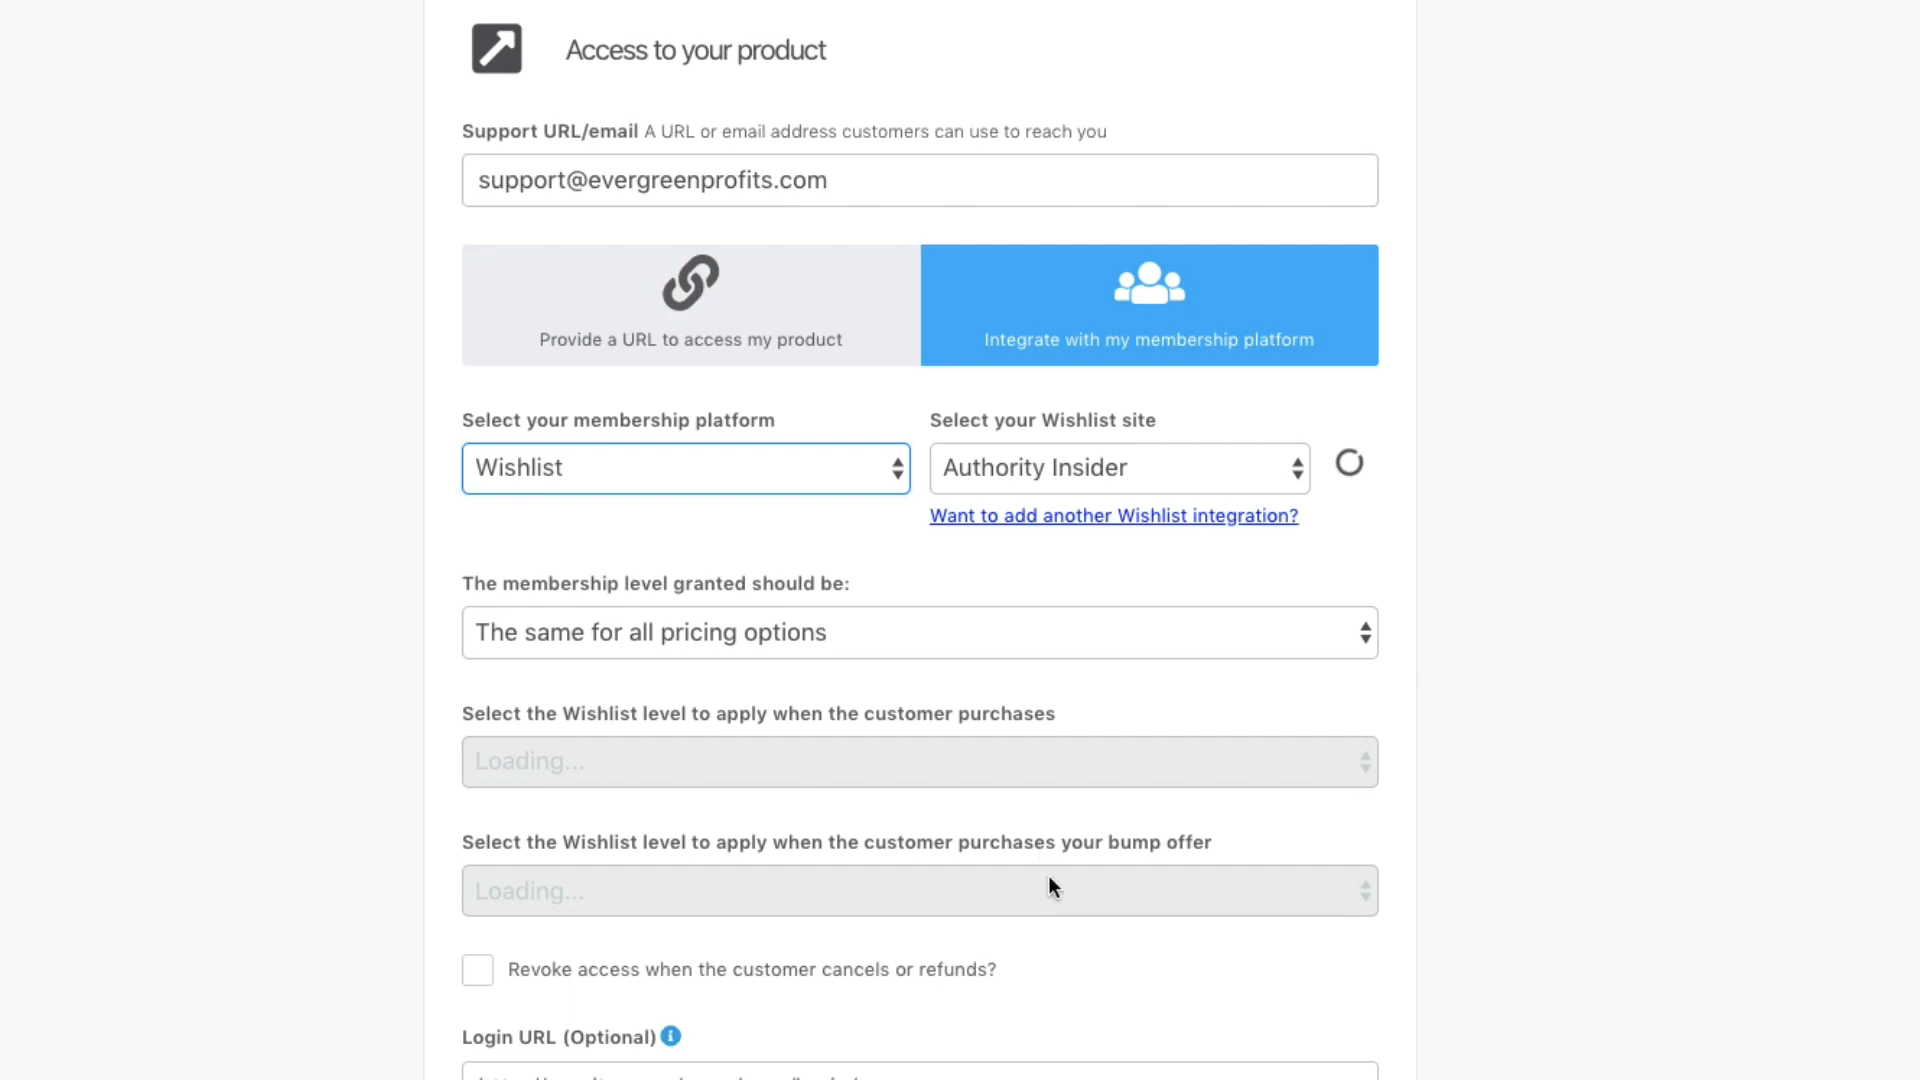 Access to your product
Support URL/email A URL or email address customers can use to reach you
support@evergreenprofits.com
Provide a URL to access my product
Integrate with my membership platform
Select your membership platform
Select your Wishlist site
Wishlist
Authority Insider
Want to add another Wishlist integration?
The membership level granted should be:
The same for all pricing options
Select the Wishlist level to apply when the customer purchases
Loading...
Select the Wishlist level to apply when the customer purchases your bump offer
Loading...
Revoke access when the customer cancels or refunds?
Login URL (Optional)